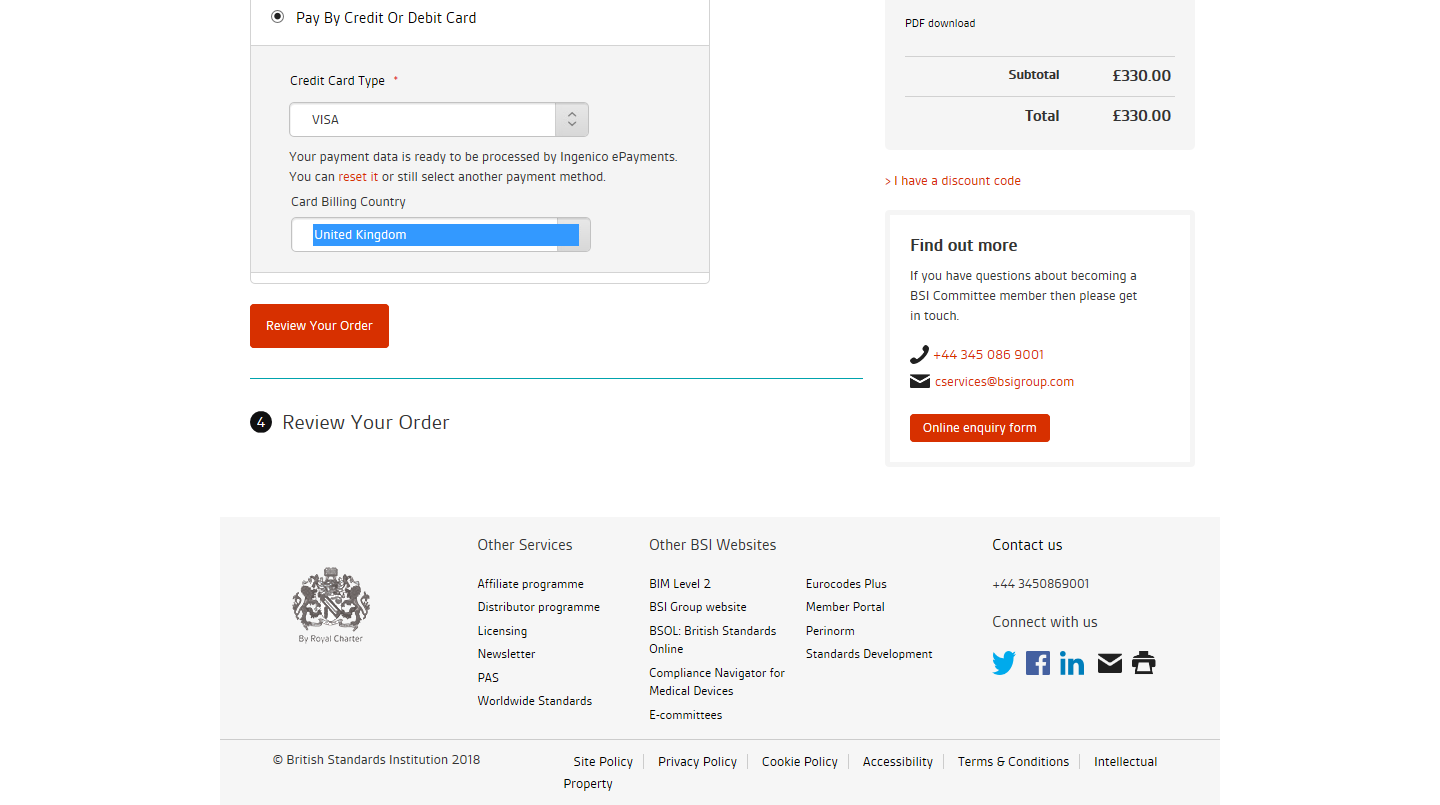 Pay By Credit Or Debit Card
Credit Card Type *
VISA
Your payment data is ready to be processed by Ingenico ePayments.
You can reset it or still select another payment method.
Card Billing Country
United Kingdom
Review Your Order
4 Review Your Order
PDF download
Subtotal £330.00
Total £330.00
> I have a discount code
Find out more
If you have questions about becoming a
BSI Committee member then please get
in touch.
+44 345 086 9001
cservices@bsigroup.com
Online enquiry form
By Royal Charter
Other Services
Affiliate programme
Distributor programme
Licensing
Newsletter
PAS
Worldwide Standards
Other BSI Websites
BIM Level 2
BSI Group website
BSOL: British Standards
Online
Compliance Navigator for
Medical Devices
E-committees
Eurocodes Plus
Member Portal
Perinorm
Standards Development
Contact us
+44 3450869001
Connect with us
© British Standards Institution 2018
Site Policy Privacy Policy Cookie Policy Accessibility Terms & Conditions Intellectual
Property